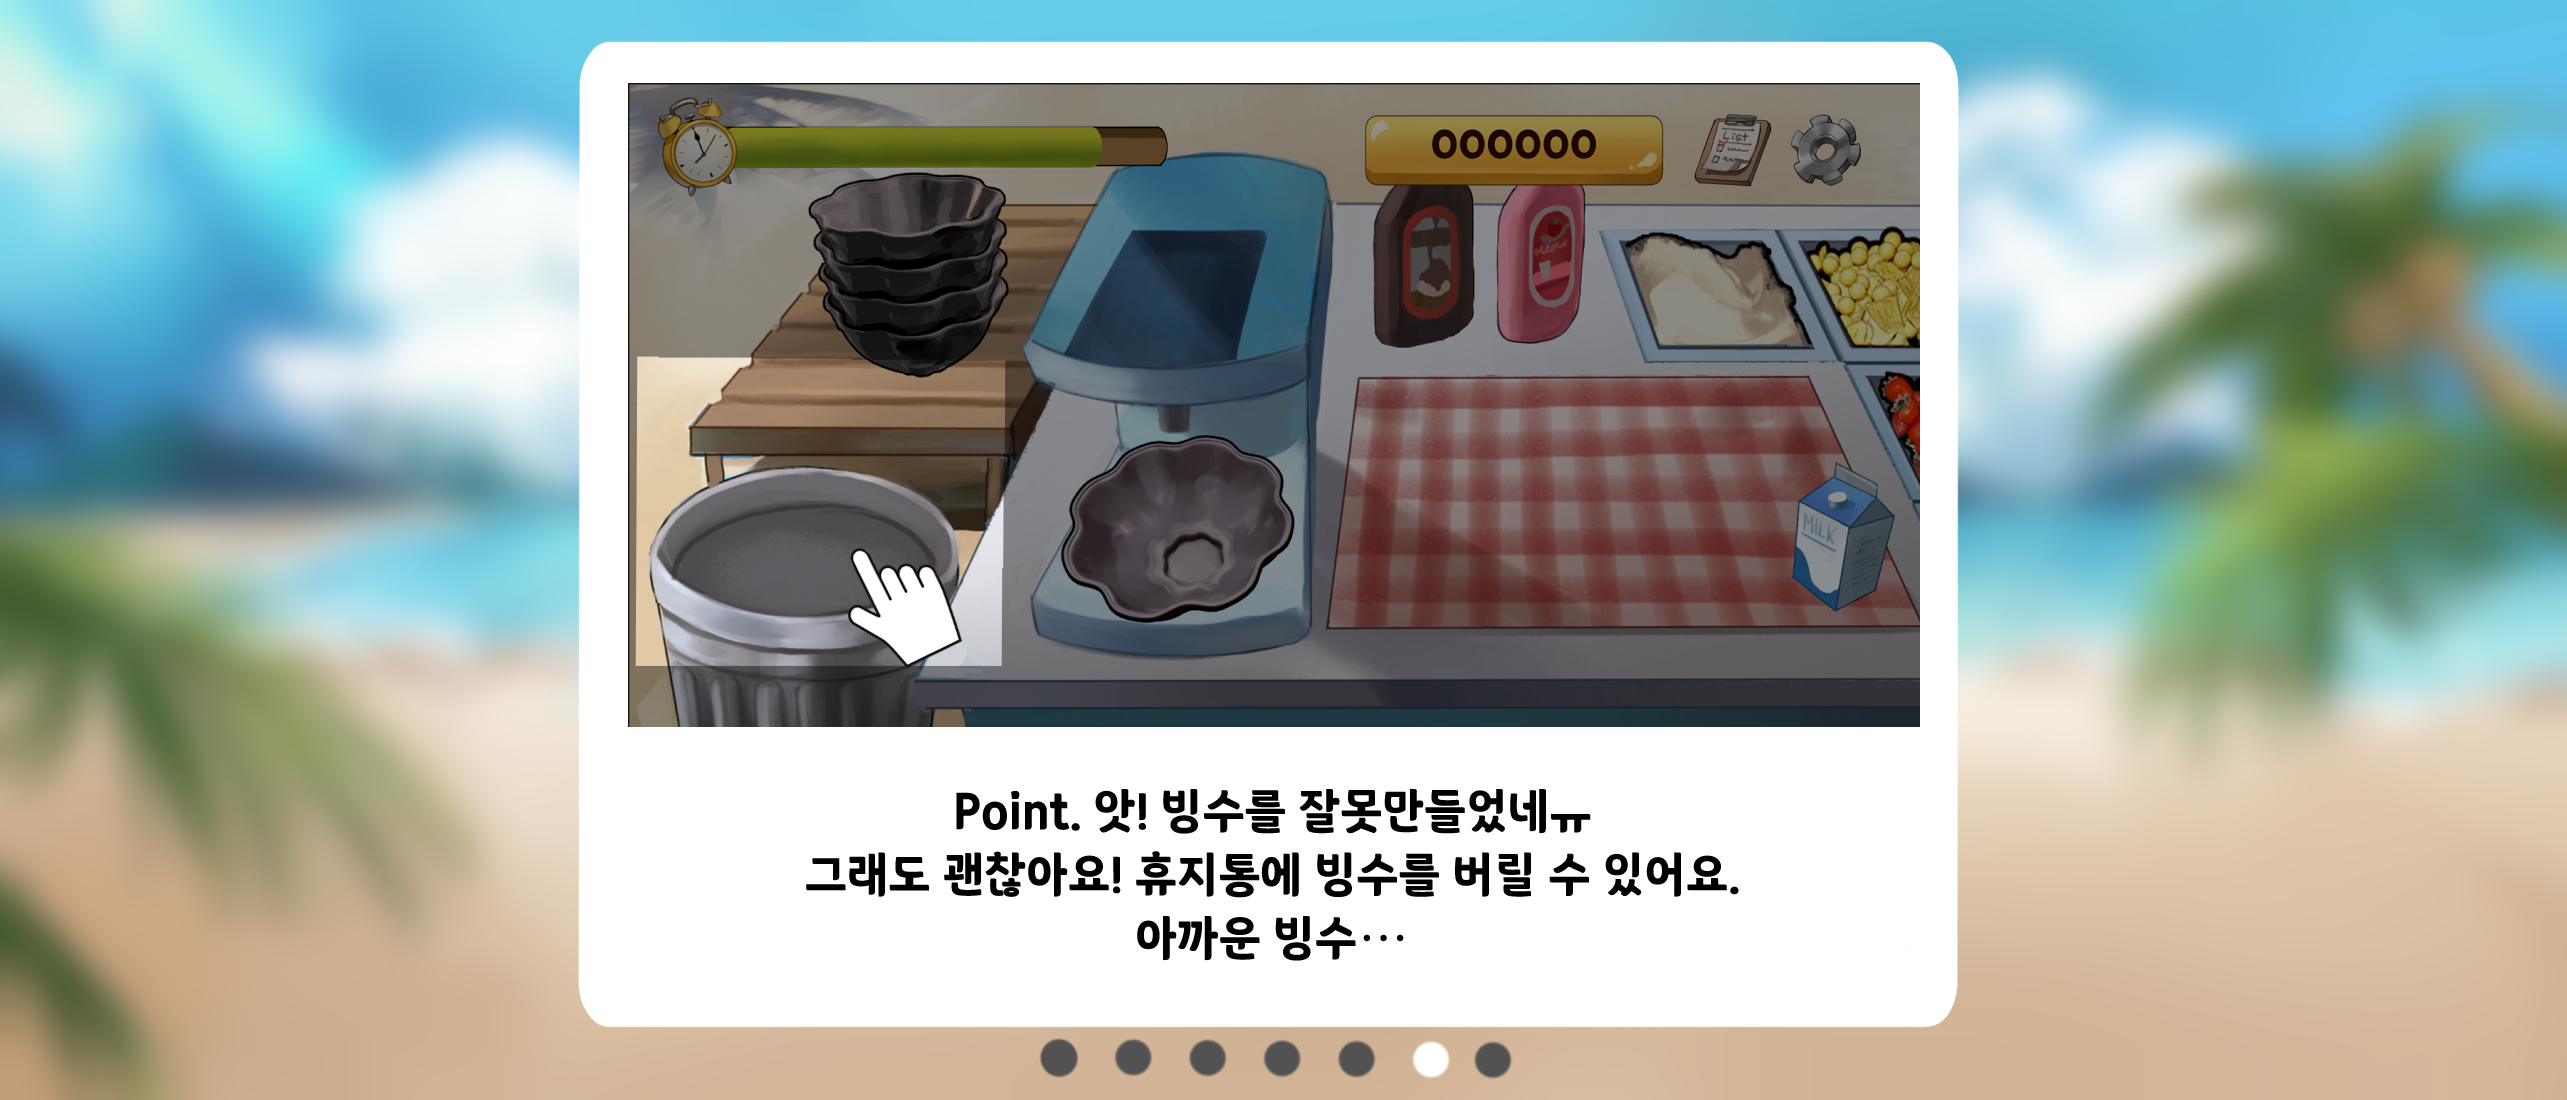 000000
List
MILK
Point. 앗! 빙수를 잘못만들었네ㅠ
그래도 괜찮아요! 휴지통에 빙수를 버릴 수 있어요.
아까운 빙수…